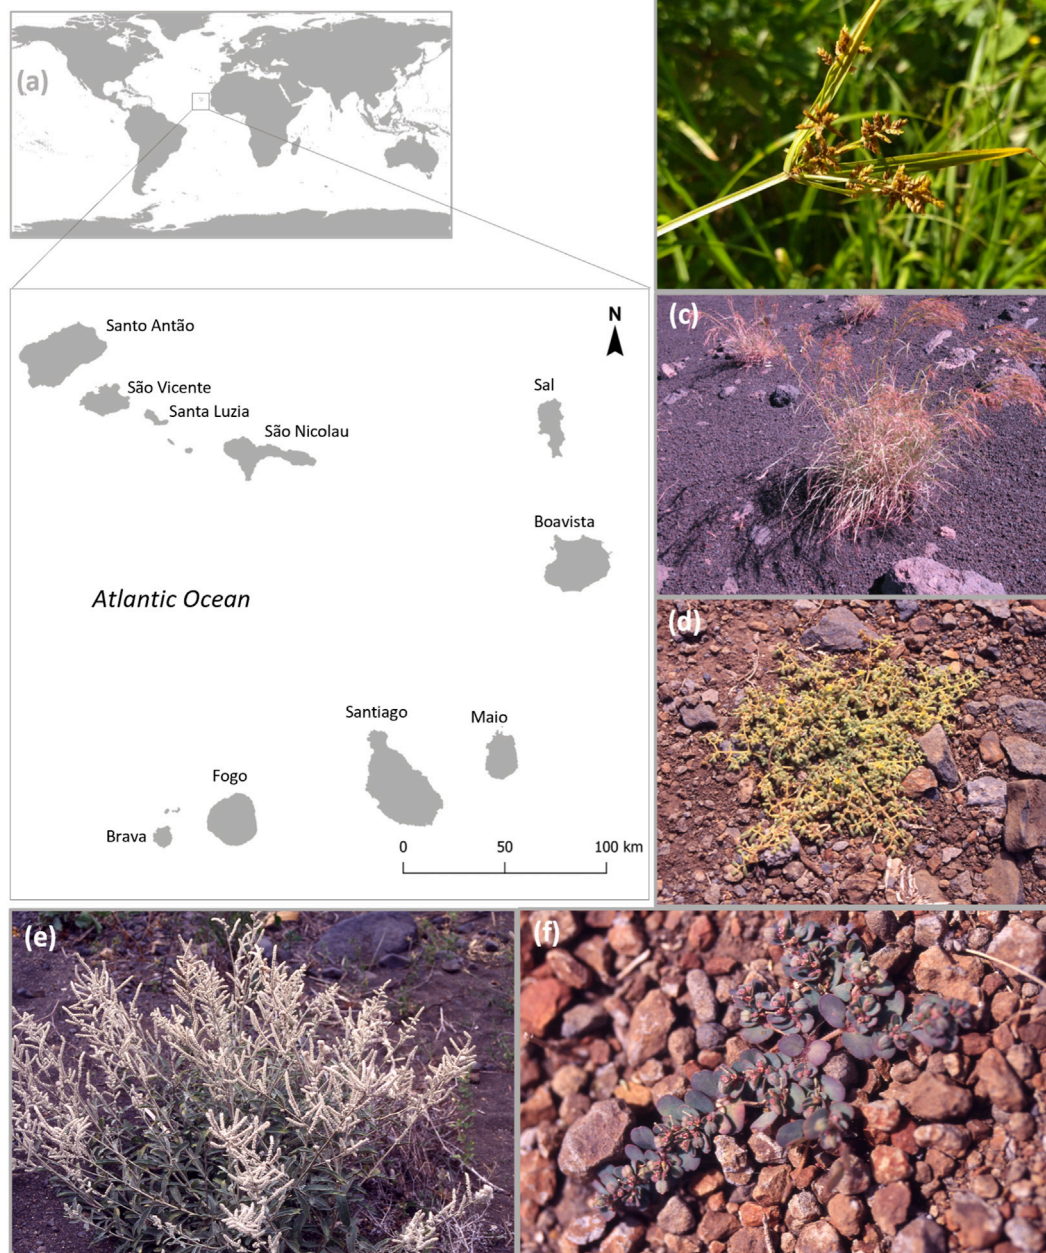 (a)
N
Santo Antão
São Vicente
Santa Luzia
São Nicolau
Sal
Boavista
Atlantic Ocean
Santiago
Maio
Fogo
Brava
0 50 100 km
(c)
(d)
(e)
(f)